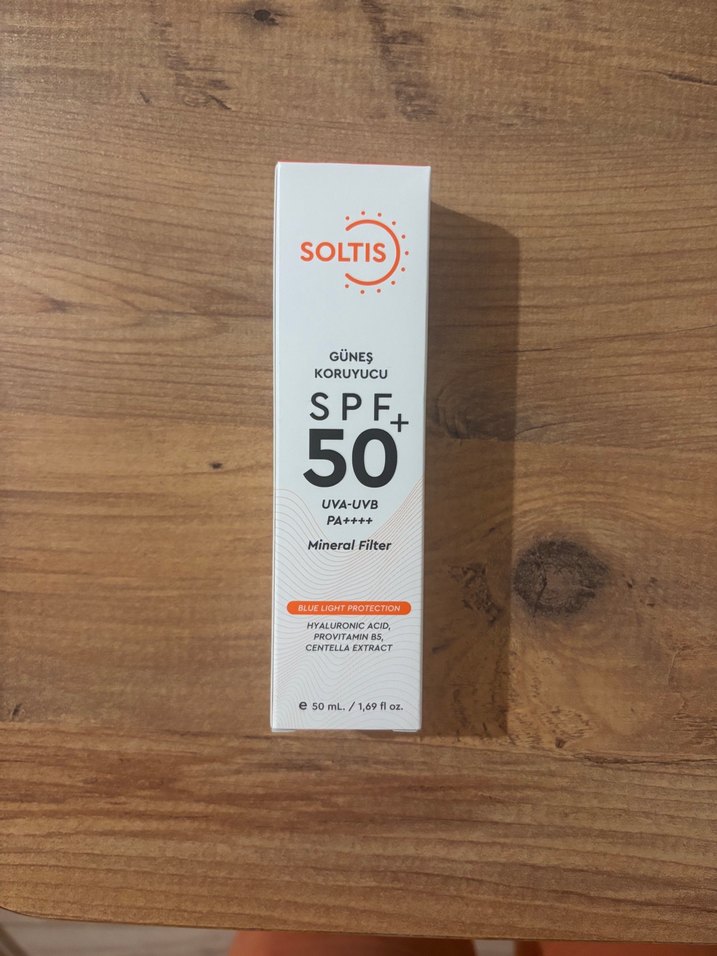 SOLTIS
GÜNEŞ
KORUYUCU
SPF
50+
UVA-UVB
PA++++
Mineral Filter
BLUE LIGHT PROTECTION
HYALURONIC ACID,
PROVITAMIN B5,
CENTELLA EXTRACT
e 50 mL. / 1,69 fl oz.